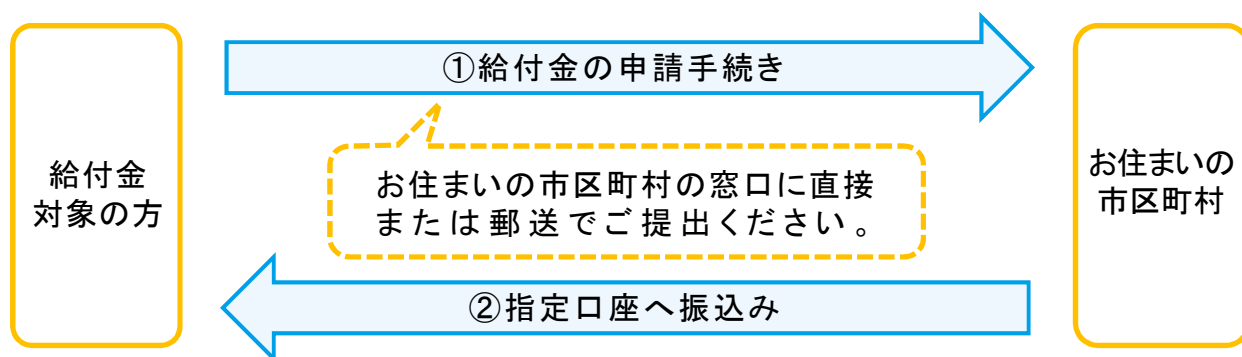 給付金
対象の方
①給付金の申請手続き
お住まいの市区町村の窓口に直接
または郵送でご提出ください。
②指定口座へ振込み
お住まいの
市区町村